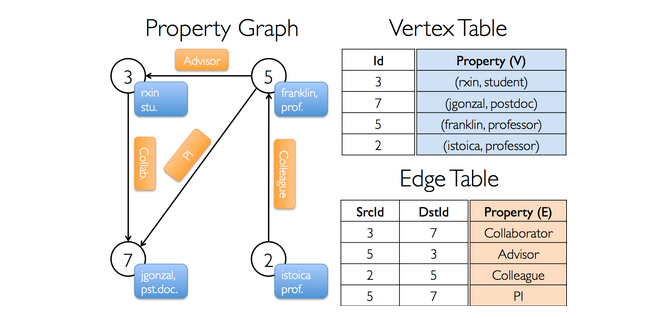 Property Graph
Advisor
3
5
rxin
stu.
franklin,
prof.
Collab.
PI
Colleague
7
2
jgonzal,
pst.doc.
istoica
prof.
Vertex Table
Id Property (V)
3 (rxin, student)
7 (jgonzal, postdoc)
5 (franklin, professor)
2 (istoica, professor)
Edge Table
SrcId DstId Property (E)
3 7 Collaborator
5 3 Advisor
2 5 Colleague
5 7 PI